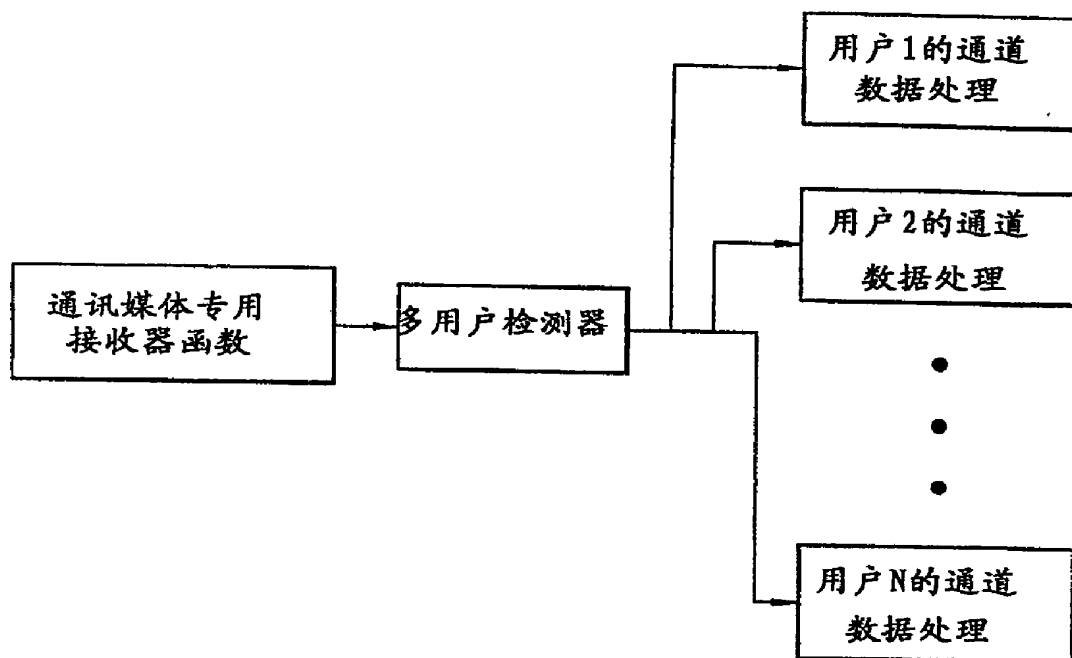 用户1的通道
数据处理
用户2的通道
数据处理
通讯媒体专用
接收器函数
多用户检测器
用户N的通道
数据处理